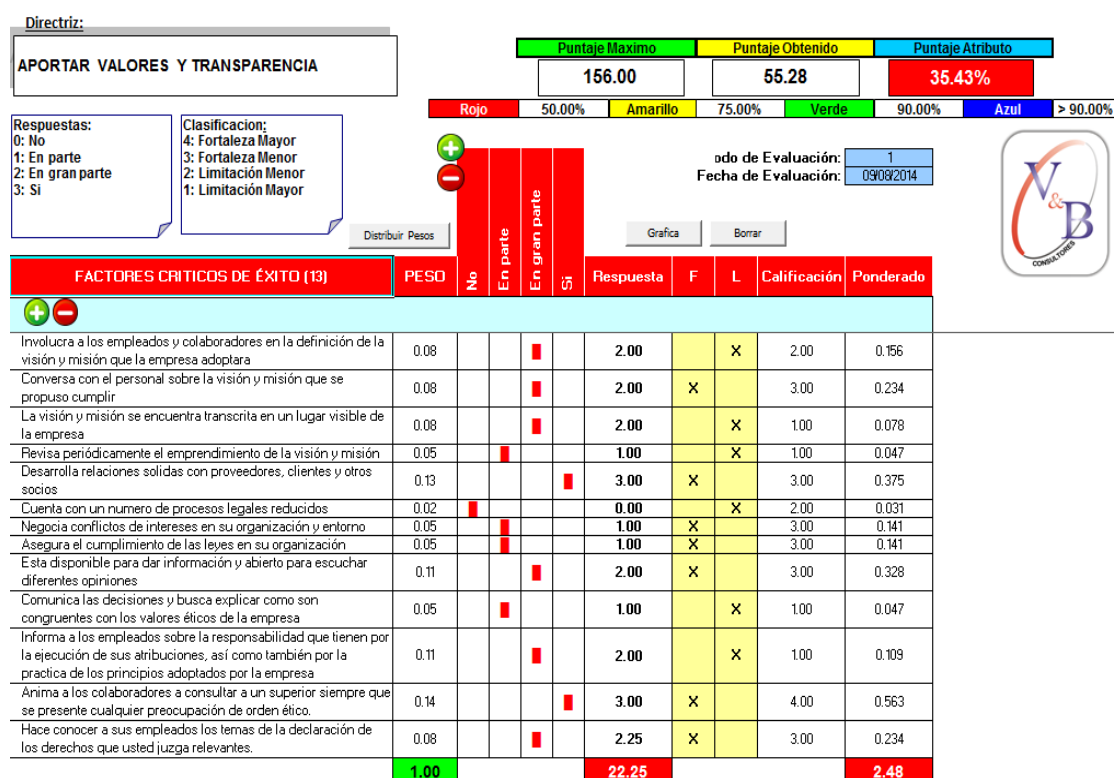 Directriz:
APORTAR VALORES Y TRANSPARENCIA
Puntaje Maximo Puntaje Obtenido Puntaje Atributo
156.00 55.28 35.43%
Rojo 50.00% Amarillo 75.00% Verde 90.00% Azul > 90.00%
Respuestas:
0: No
1: En parte
2: En gran parte
3: Si
Clasificacion:
4: Fortaleza Mayor
3: Fortaleza Menor
2: Limitación Menor
1: Limitación Mayor
odo de Evaluación: 1
Fecha de Evaluación: 09/08/2014
Distribuir Pesos
Grafica
Borrar
V&B
CONSULTORES
FACTORES CRITICOS DE ÉXITO (13) PESO No En parte En gran parte Si Respuesta F L Calificación Ponderado
Involucra a los empleados y colaboradores en la definición de la
visión y misión que la empresa adoptara
0.08 2.00 X 2.00 0.156
Conversa con el personal sobre la visión y misión que se
propuso cumplir
0.08 2.00 X 3.00 0.234
La visión y misión se encuentra transcrita en un lugar visible de
la empresa
0.08 2.00 X 1.00 0.078
Revisa periódicamente el emprendimiento de la visión y misión 0.05 1.00 X 1.00 0.047
Desarrolla relaciones solidas con proveedores, clientes y otros
socios
0.13 3.00 X 3.00 0.375
Cuenta con un numero de procesos legales reducidos 0.02 0.00 X 2.00 0.031
Negocia conflictos de intereses en su organización y entorno 0.05 1.00 X 3.00 0.141
Asegura el cumplimiento de las leyes en su organización 0.05 1.00 X 3.00 0.141
Esta disponible para dar información y abierto para escuchar
diferentes opiniones
0.11 2.00 X 3.00 0.328
Comunica las decisiones y busca explicar como son
congruentes con los valores éticos de la empresa
0.05 1.00 X 1.00 0.047
Informa a los empleados sobre la responsabilidad que tienen por
la ejecución de sus atribuciones, así como también por la
practica de los principios adoptados por la empresa
0.11 2.00 X 1.00 0.109
Anima a los colaboradores a consultar a un superior siempre que
se presente cualquier preocupación de orden ético.
0.14 3.00 X 4.00 0.563
Hace conocer a sus empleados los temas de la declaración de
los derechos que usted juzga relevantes.
0.08 2.25 X 3.00 0.234
1.00 22.25 2.48